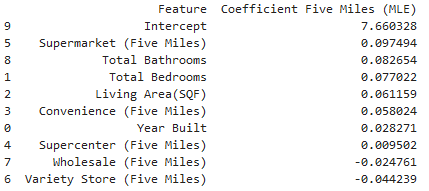 Feature Coefficient Five Miles (MLE)
9 Intercept 7.660328
5 Supermarket (Five Miles) 0.097494
8 Total Bathrooms 0.082654
1 Total Bedrooms 0.077022
2 Living Area(SQF) 0.061159
3 Convenience (Five Miles) 0.058024
0 Year Built 0.028271
4 Supercenter (Five Miles) 0.009502
7 Wholesale (Five Miles) -0.024761
6 Variety Store (Five Miles) -0.044239